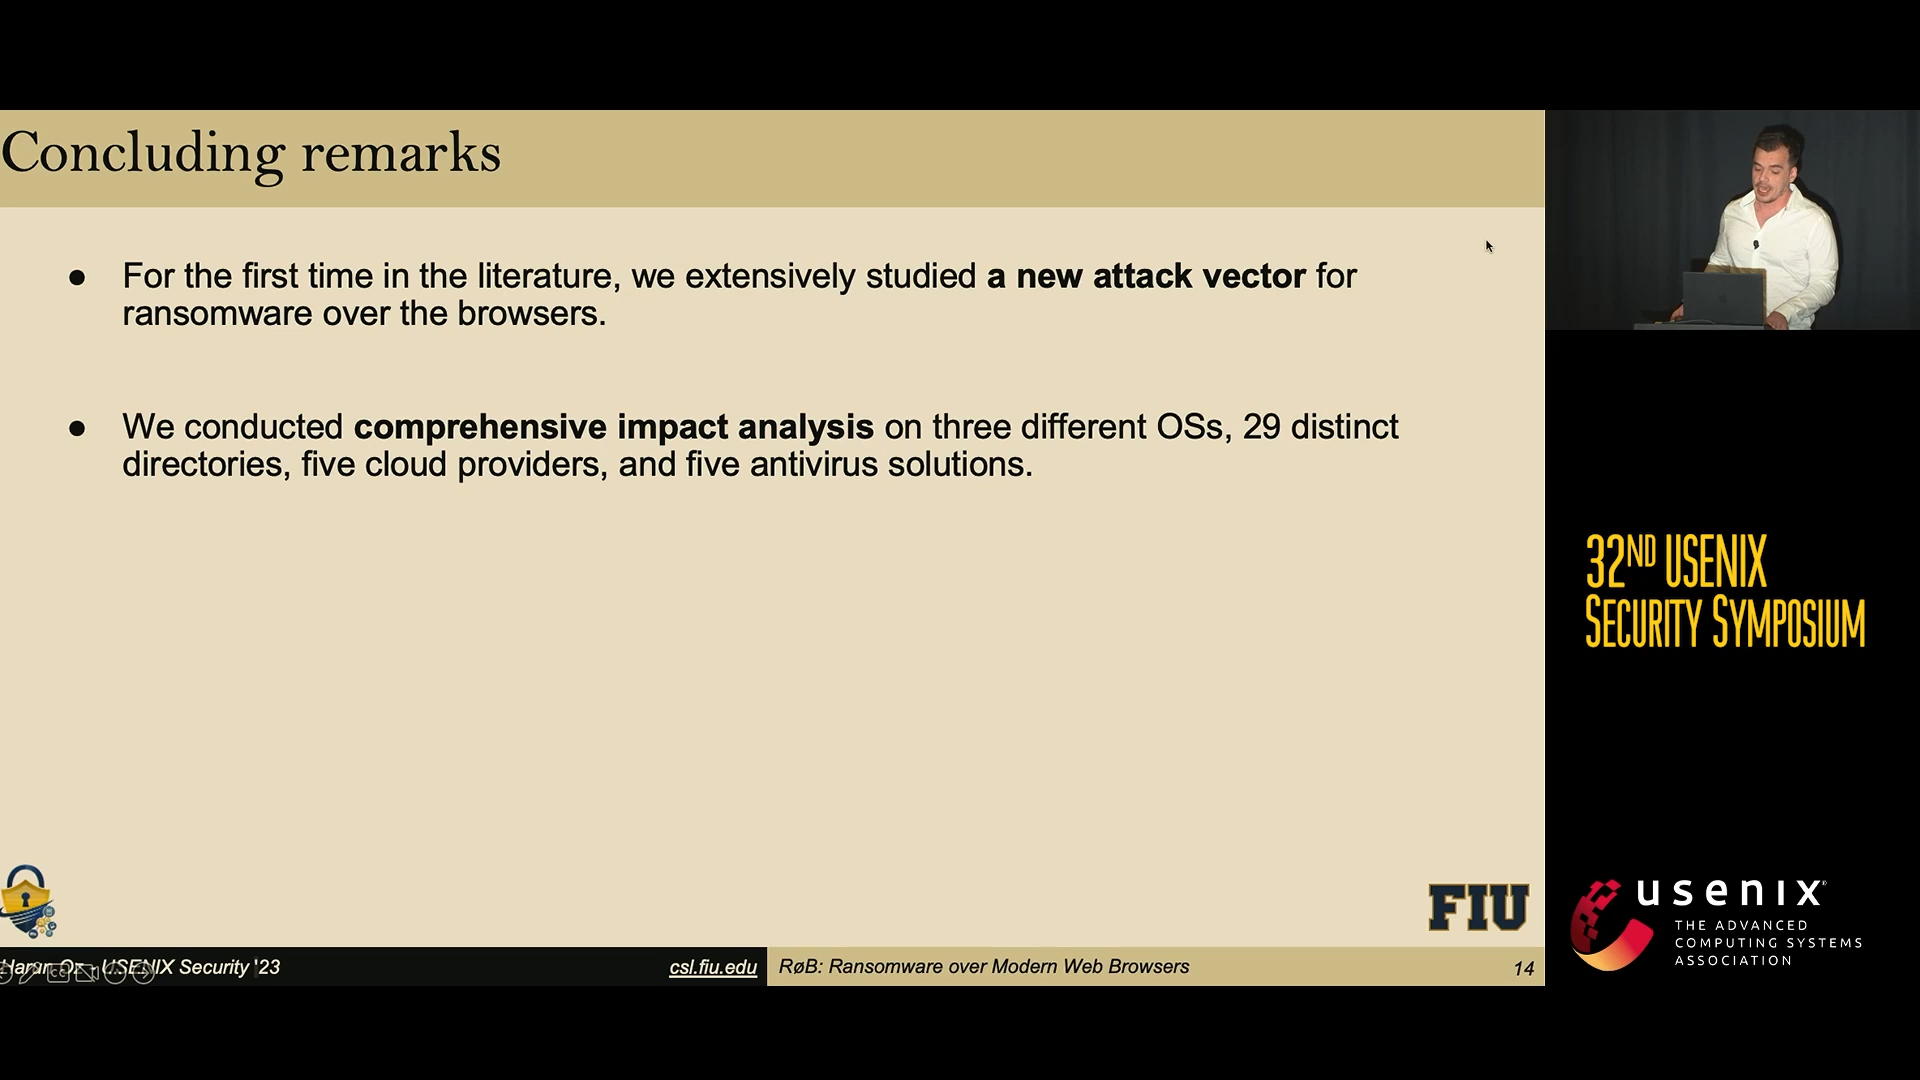 Concluding remarks
● For the first time in the literature, we extensively studied a new attack vector for
ransomware over the browsers.
● We conducted comprehensive impact analysis on three different OSs, 29 distinct
directories, five cloud providers, and five antivirus solutions.
FIU
Harun Oz - USENIX Security '23
csl.fiu.edu
RøB: Ransomware over Modern Web Browsers
14
32ND USENIX
SECURITY SYMPOSIUM
usenix
THE ADVANCED
COMPUTING SYSTEMS
ASSOCIATION